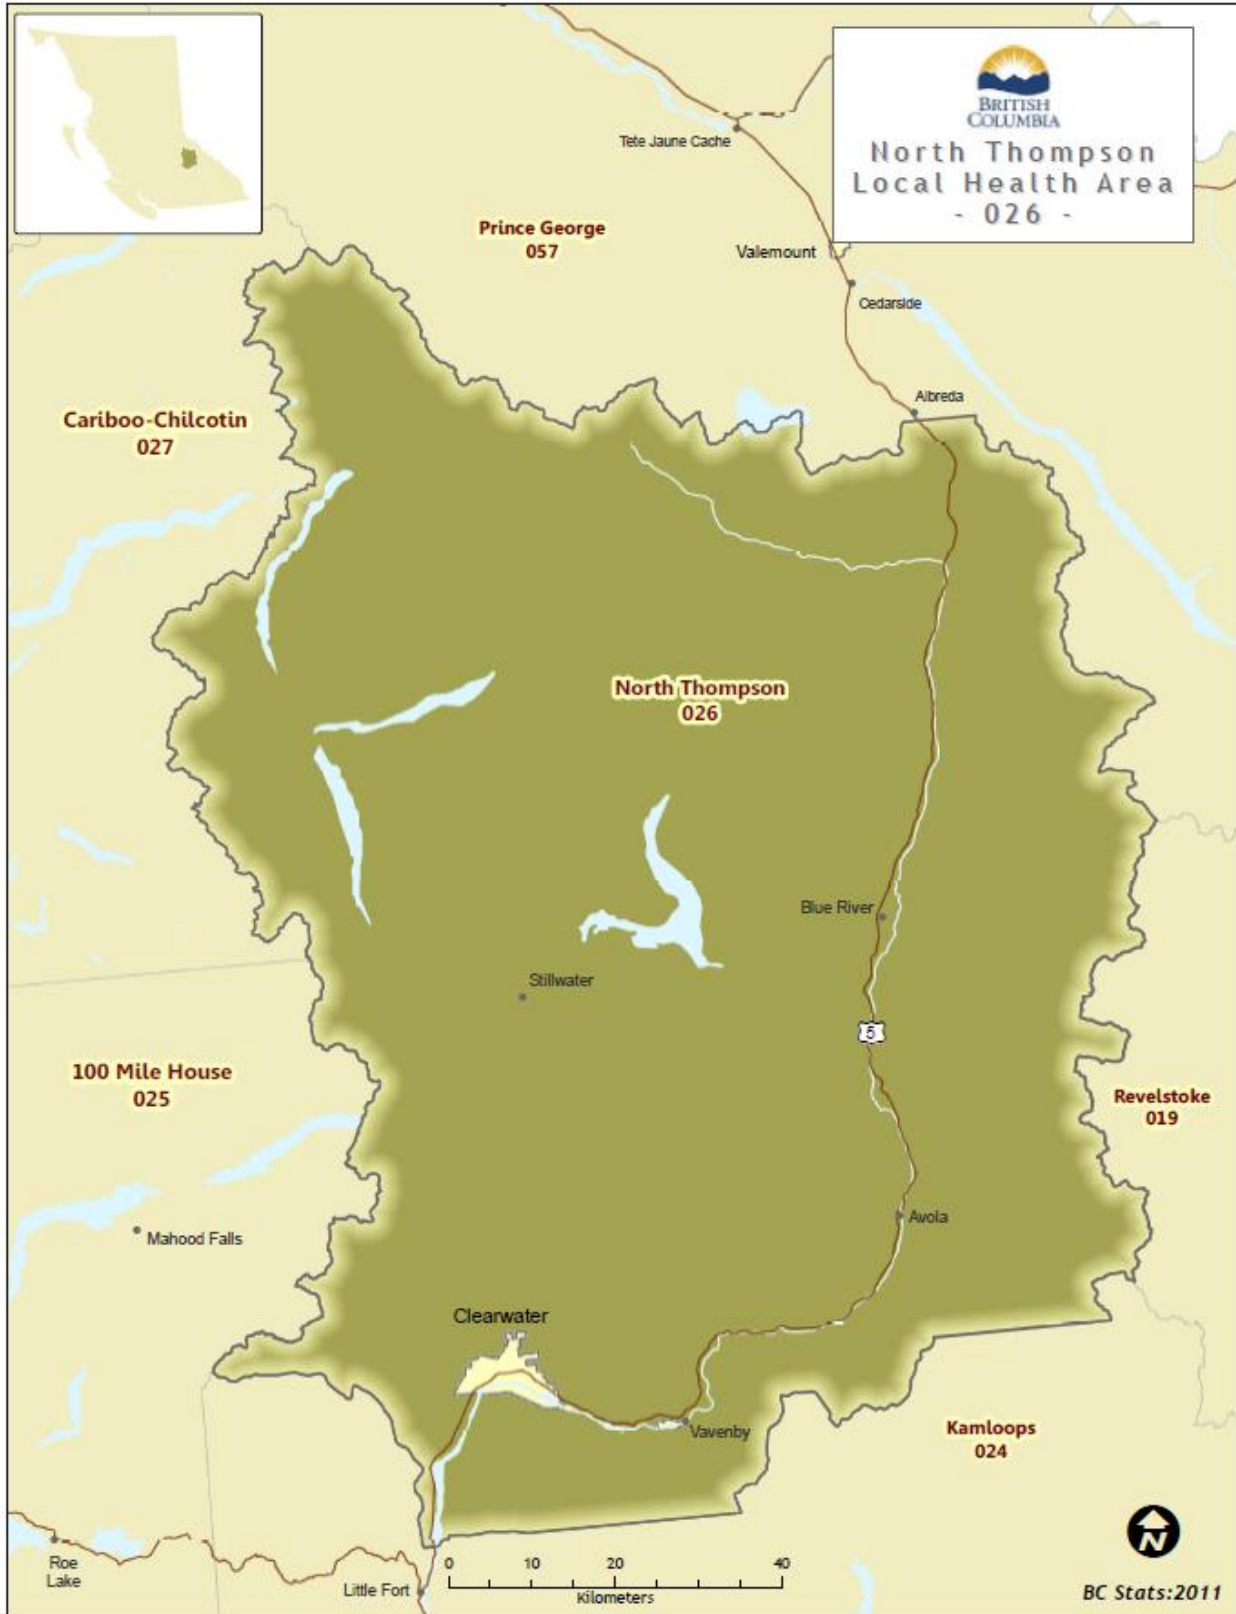 BRITISH
COLUMBIA
North Thompson
Local Health Area
- 026 -
Tete Jaune Cache
Prince George
057
Valemount
Cedarside
Albreda
Cariboo-Chilcotin
027
North Thompson
026
Blue River
Stillwater
5
100 Mile House
025
Revelstoke
019
Mahood Falls
Avola
Clearwater
Vavenby
Kamloops
024
Roe
Lake
Little Fort
0 10 20 40
Kilometers
N
BC Stats:2011